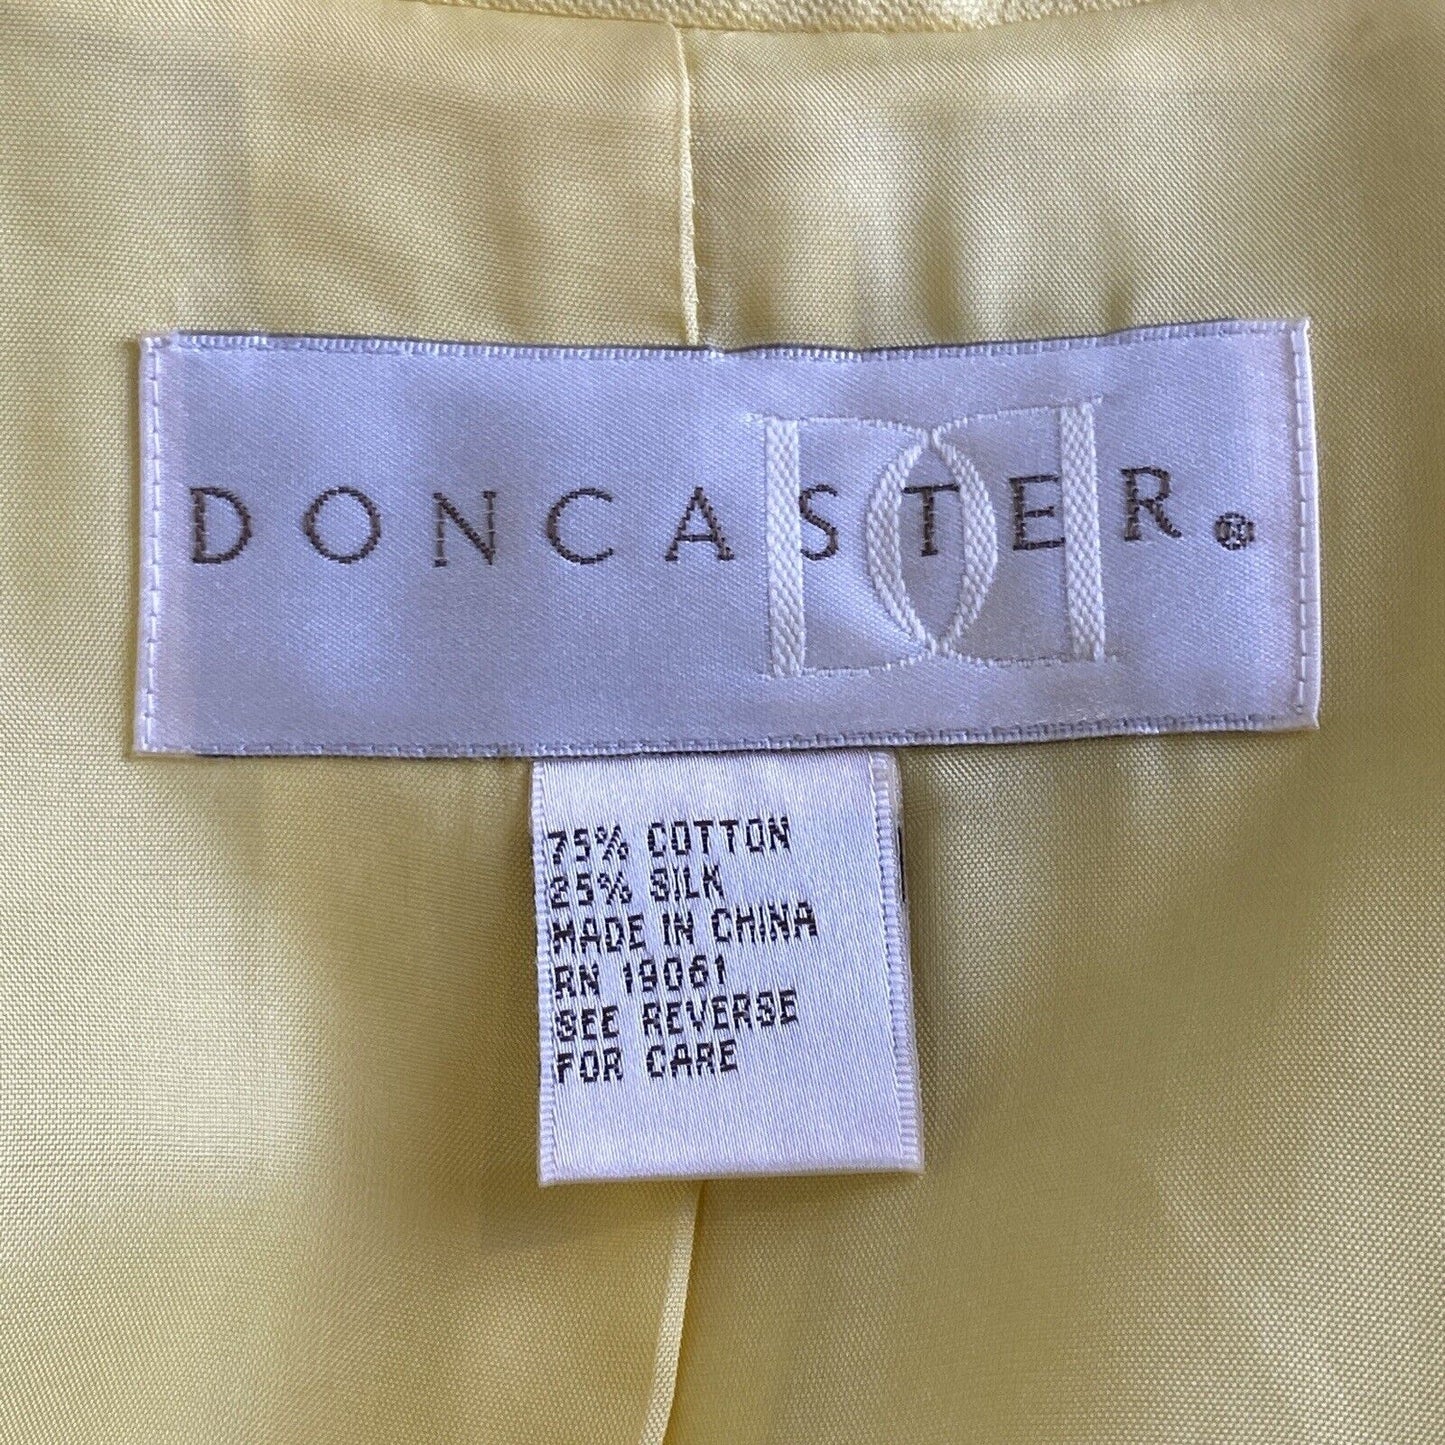 DONCASTER®
75% COTTON
25% SILK
MADE IN CHINA
RN 19061
SEE REVERSE
FOR CARE